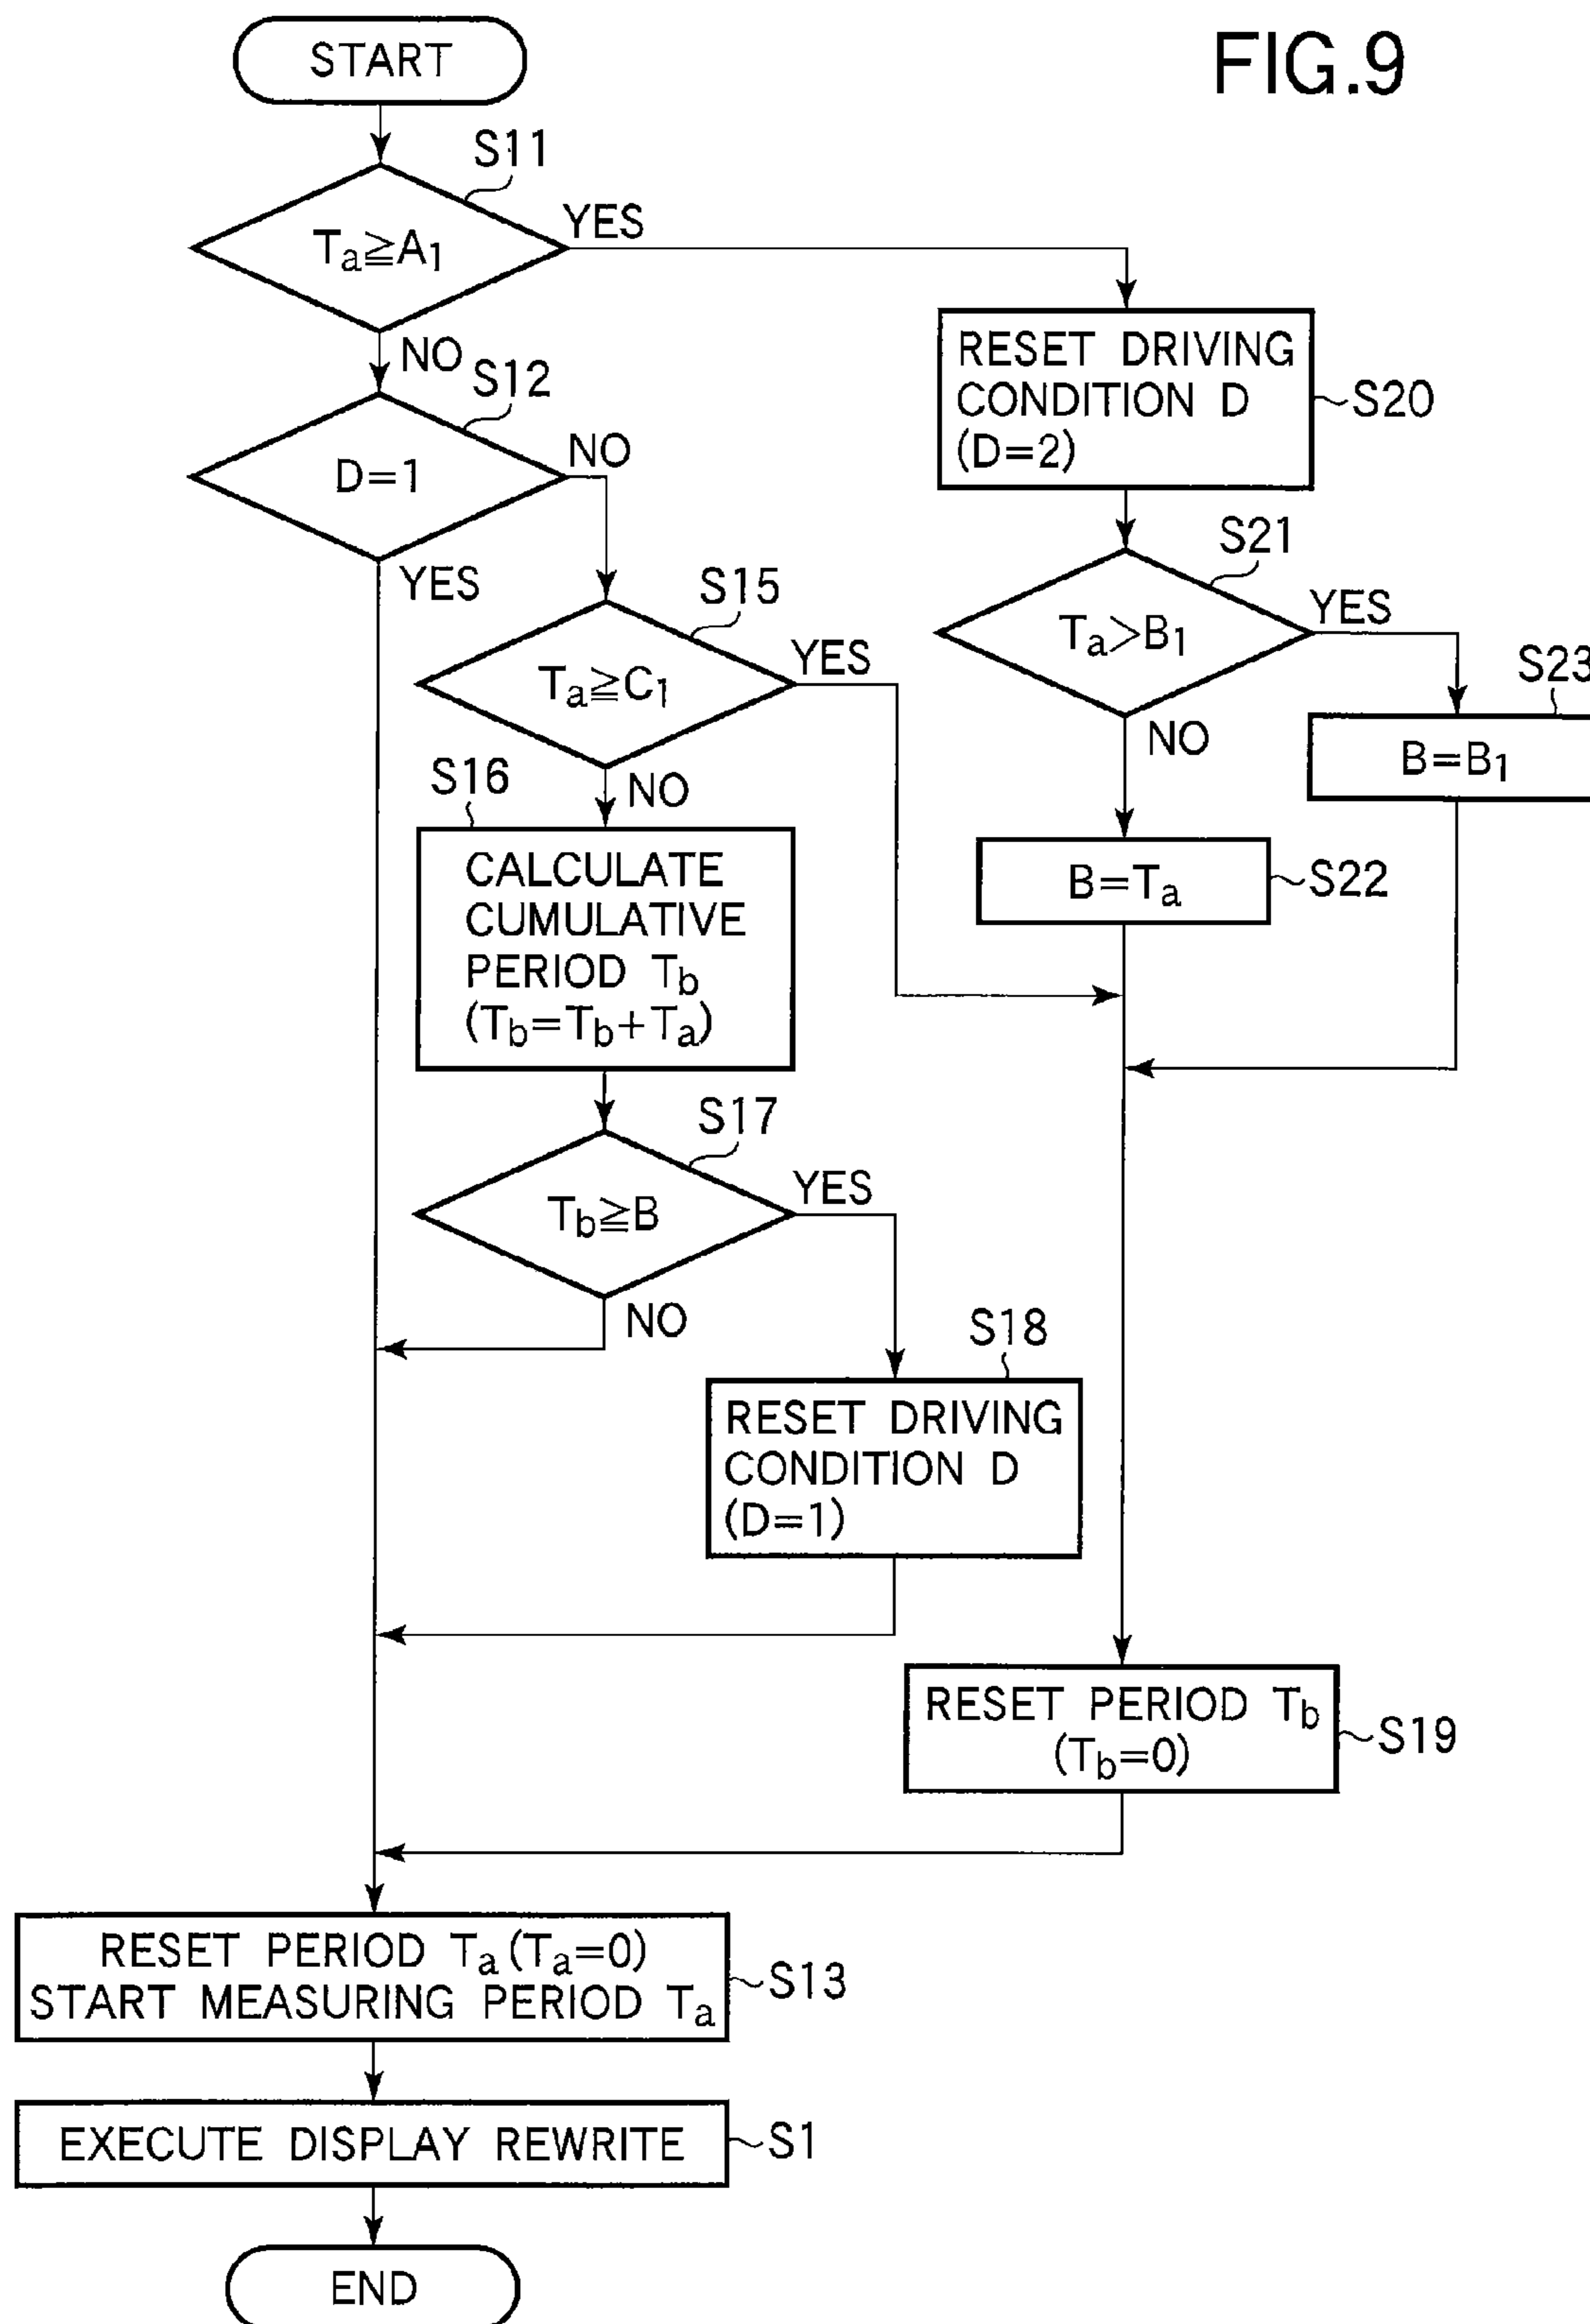 FIG.9
START
S11
Ta≧A1
YES
NO
S12
D=1
NO
YES
S15
Ta≧C1
YES
NO
S16
CALCULATE
CUMULATIVE
PERIOD Tb
(Tb=Tb+Ta)
S17
Tb≧B
YES
NO
S18
RESET DRIVING
CONDITION D
(D=1)
RESET DRIVING
CONDITION D
(D=2)
S20
S21
Ta>B1
YES
NO
S23
B=B1
B=Ta
S22
RESET PERIOD Tb
(Tb=0)
S19
RESET PERIOD Ta(Ta=0)
START MEASURING PERIOD Ta
S13
EXECUTE DISPLAY REWRITE
S1
END